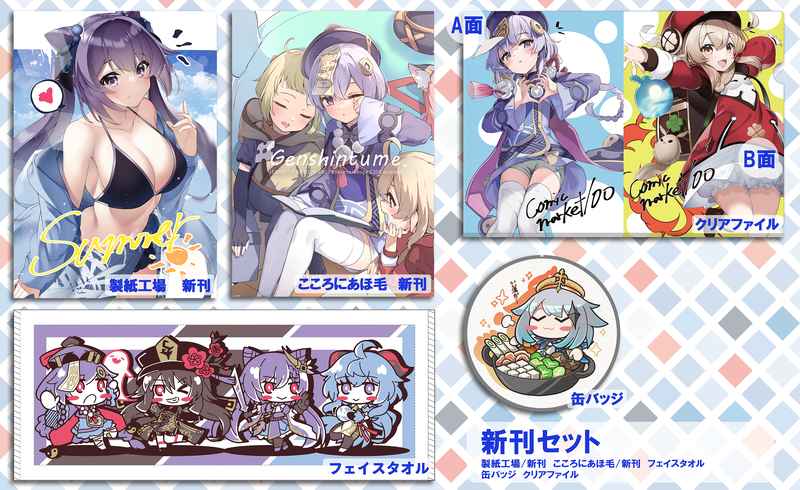 Summer
製紙工場 新刊
Genshintume.
こころにあほ毛 新刊
A面
Comic
market/00
B面
Comic
market/00
クリアファイル
フェイスタオル
缶バッジ
新刊セット
製紙工場/新刊 こころにあほ毛/新刊 フェイスタオル
缶バッジ クリアファイル